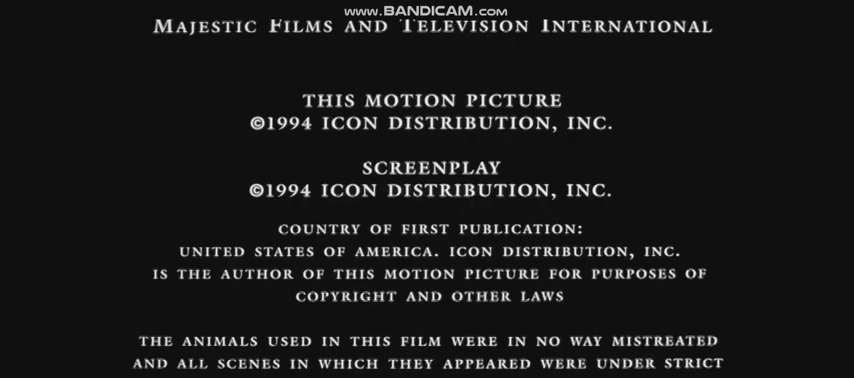 www.BANDICAM.com
MAJESTIC FILMS AND TELEVISION INTERNATIONAL
THIS MOTION PICTURE
©1994 ICON DISTRIBUTION, INC.
SCREENPLAY
©1994 ICON DISTRIBUTION, INC.
COUNTRY OF FIRST PUBLICATION:
UNITED STATES OF AMERICA. ICON DISTRIBUTION, INC.
IS THE AUTHOR OF THIS MOTION PICTURE FOR PURPOSES OF
COPYRIGHT AND OTHER LAWS
THE ANIMALS USED IN THIS FILM WERE IN NO WAY MISTREATED
AND ALL SCENES IN WHICH THEY APPEARED WERE UNDER STRICT